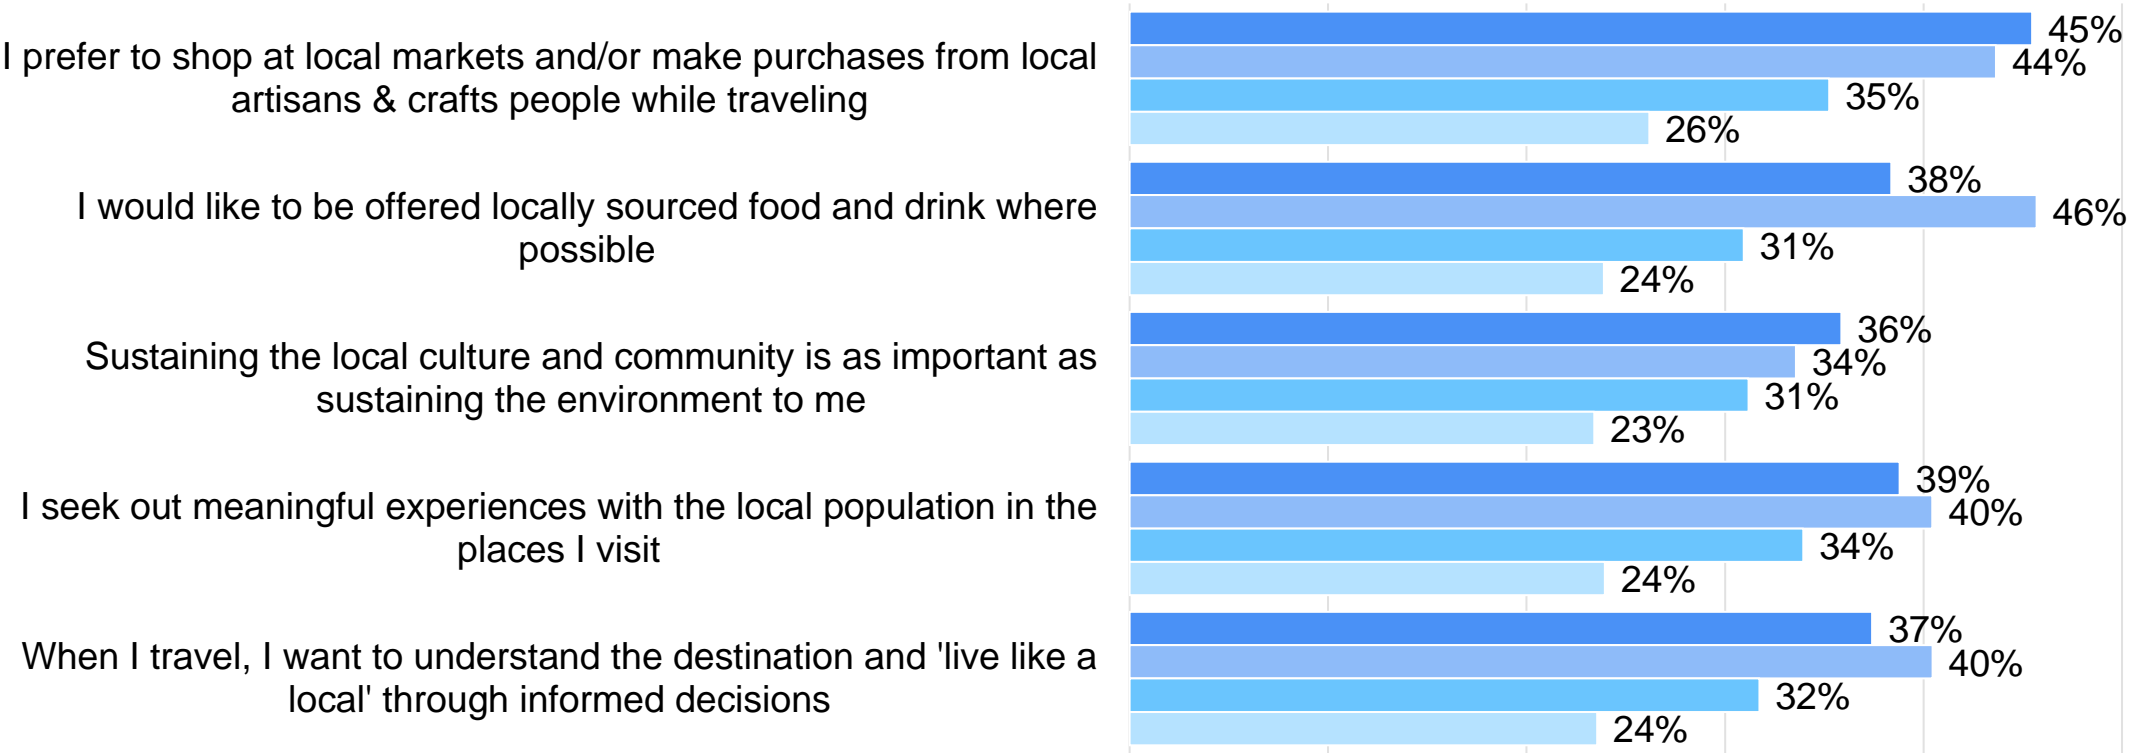 I prefer to shop at local markets and/or make purchases from local
artisans & crafts people while traveling
45%
44%
35%
26%
I would like to be offered locally sourced food and drink where
possible
38%
46%
31%
24%
Sustaining the local culture and community is as important as
sustaining the environment to me
36%
34%
31%
23%
I seek out meaningful experiences with the local population in the
places I visit
39%
40%
34%
24%
When I travel, I want to understand the destination and 'live like a
local' through informed decisions
37%
40%
32%
24%